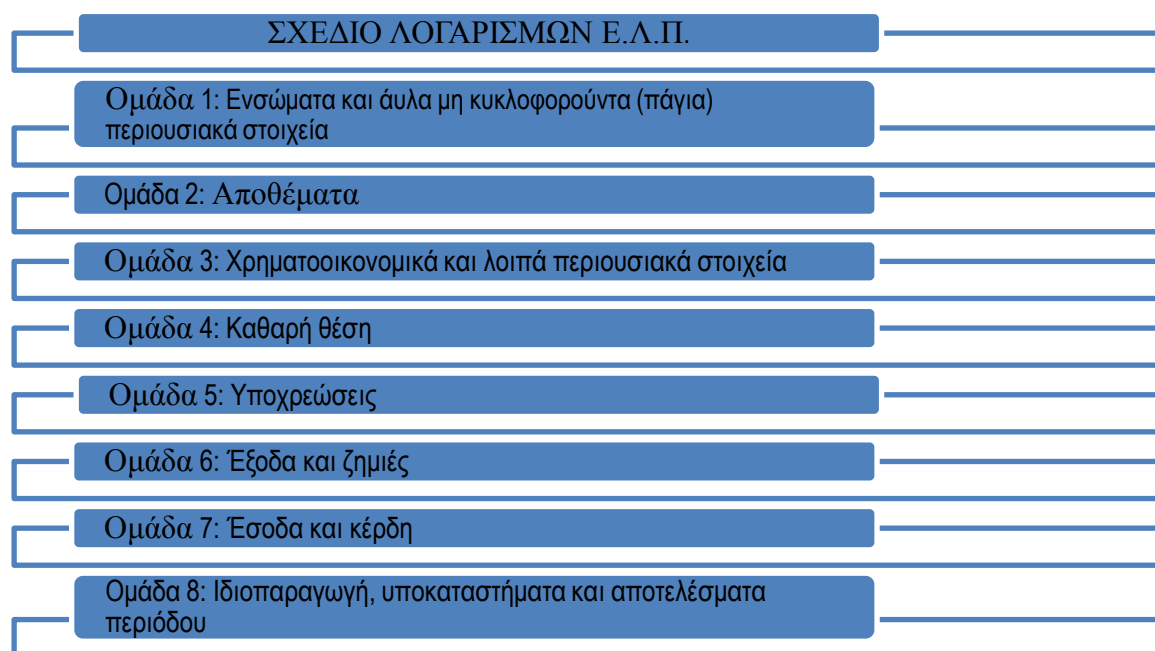 ΣΧΕΔΙΟ ΛΟΓΑΡΙΣΜΩΝ Ε.Λ.Π.
Ομάδα 1: Ενσώματα και άυλα μη κυκλοφορούντα (πάγια)
περιουσιακά στοιχεία
Ομάδα 2: Αποθέματα
Ομάδα 3: Χρηματοοικονομικά και λοιπά περιουσιακά στοιχεία
Ομάδα 4: Καθαρή θέση
Ομάδα 5: Υποχρεώσεις
Ομάδα 6: Έξοδα και ζημιές
Ομάδα 7: Έσοδα και κέρδη
Ομάδα 8: Ιδιοπαραγωγή, υποκαταστήματα και αποτελέσματα
περιόδου